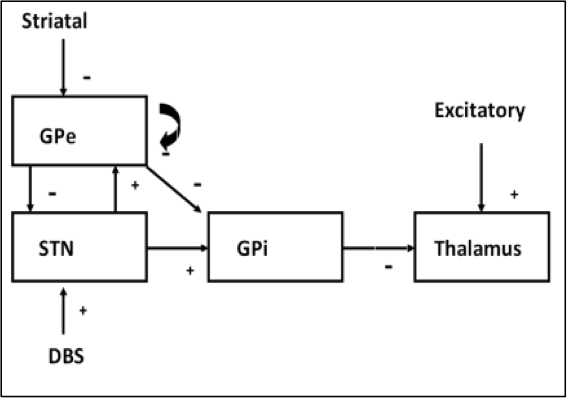 Striatal
-
GPe
-
Excitatory
-
+
-
+
STN
GPi
Thalamus
+
-
+
DBS